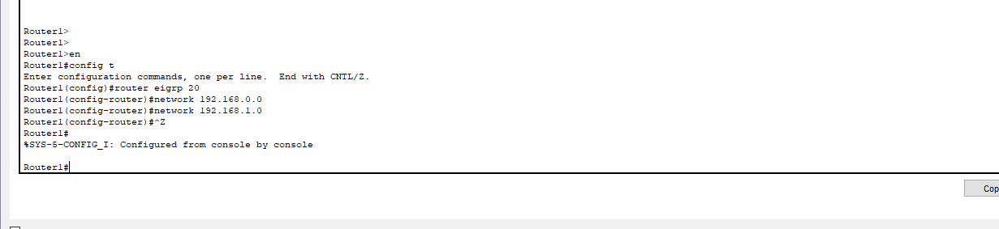 Router1>
Router1>
Router1>en
Router1#config t
Enter configuration commands, one per line.  End with CNTL/Z.
Router1(config)#router eigrp 20
Router1(config-router)#network 192.168.0.0
Router1(config-router)#network 192.168.1.0
Router1(config-router)#^Z
Router1#
%SYS-5-CONFIG_I: Configured from console by console
Router1#
Cop